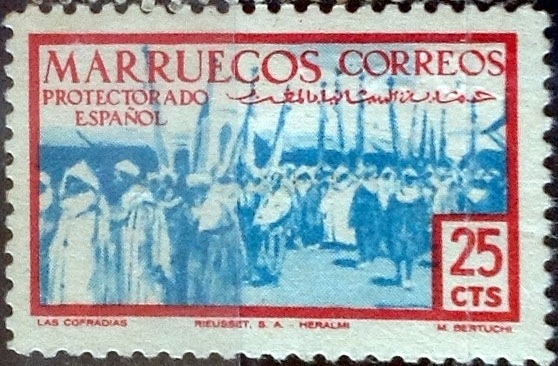 MARRUECOS CORREOS
PROTECTORADO
ESPAÑOL
25
CTS
LAS COFRADIAS RIEUSSET, S. A. - HERALMI M. BERTUCHI